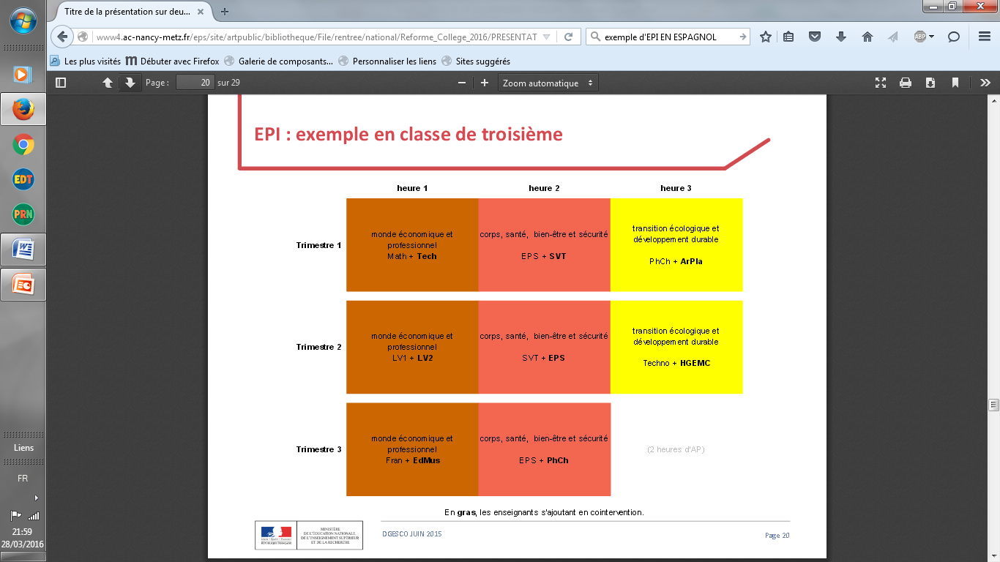 Titre de la présentation sur deu...
www4.ac-nancy-metz.fr/eps/site/artpublic/bibliotheque/File/rentree/national/Reforme_College_2016/PRESENTAT
exemple d'EPI EN ESPAGNOL
ABP
Les plus visités
Débuter avec Firefox
Galerie de composants...
Personnaliser les liens
Sites suggérés
Page :
20
sur 29
Zoom automatique
EPI : exemple en classe de troisième
heure 1
heure 2
heure 3
Trimestre 1
monde économique et
professionnel
Math + Tech
corps, santé, bien-être et sécurité
EPS + SVT
transition écologique et
développement durable
PhCh + ArPla
Trimestre 2
monde économique et
professionnel
LV1 + LV2
corps, santé, bien-être et sécurité
SVT + EPS
transition écologique et
développement durable
Techno + HGEMC
Trimestre 3
monde économique et
professionnel
Fran + EdMus
corps, santé, bien-être et sécurité
EPS + PhCh
(2 heures d'AP)
En gras, les enseignants s'ajoutant en cointervention.
Liberté • Égalité • Fraternité
RÉPUBLIQUE FRANÇAISE
MINISTÈRE
DE L'ÉDUCATION NATIONALE,
DE L'ENSEIGNEMENT SUPÉRIEUR
ET DE LA RECHERCHE
DGESCO JUIN 2015
Page 20
EDT
PRN
Liens
FR
21:59
28/03/2016